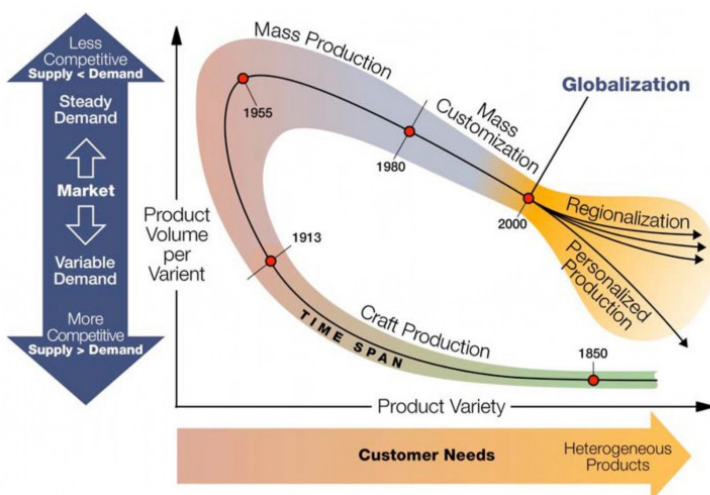 Less
Competitive
Supply < Demand
Steady
Demand
Market
Variable
Demand
More
Competitive
Supply > Demand
Product
Volume
per
Varient
Mass Production
1955
1980
Mass
Customization
Globalization
2000
Regionalization
Personalized
Production
1913
TIME SPAN
Craft Production
1850
Product Variety
Customer Needs
Heterogeneous
Products